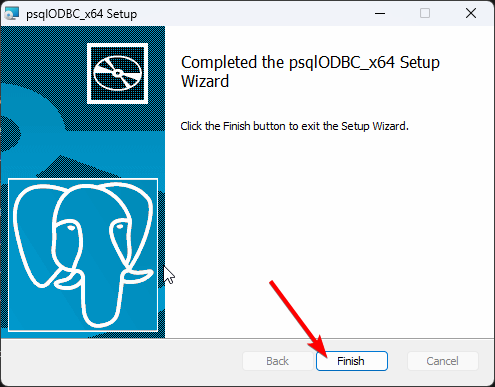 psqlODBC_x64 Setup
Completed the psqlODBC_x64 Setup
Wizard
Click the Finish button to exit the Setup Wizard.
Back
Finish
Cancel